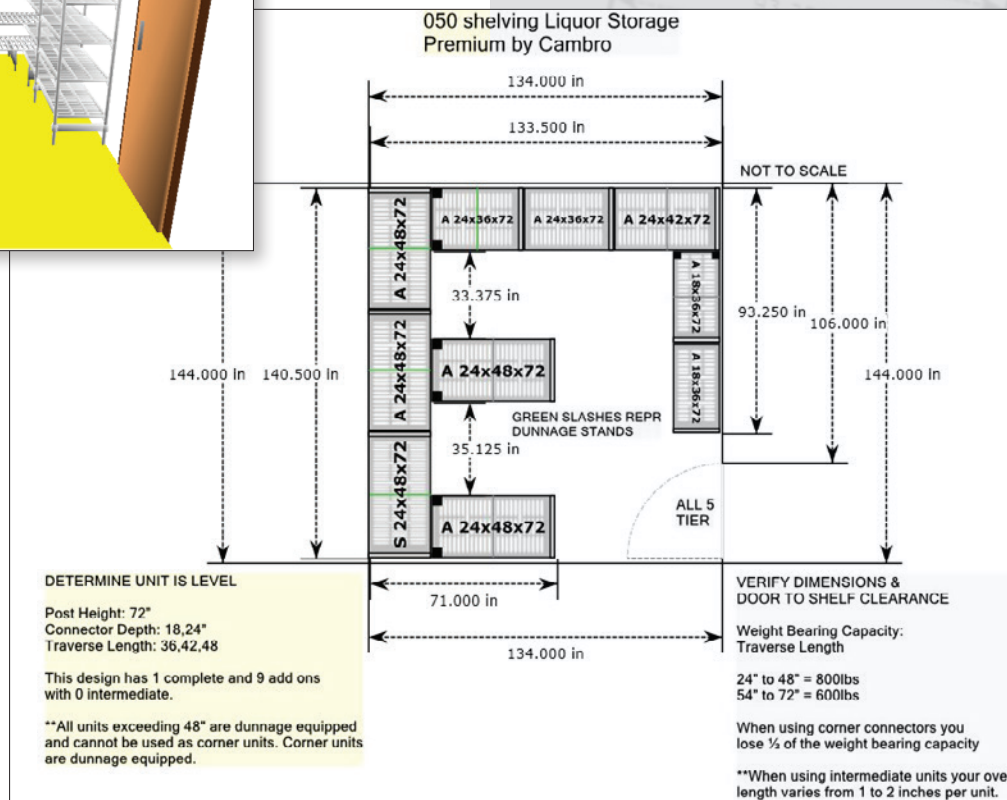 050 shelving Liquor Storage
Premium by Cambro
134.000 in
133.500 in
NOT TO SCALE
A 24x48x72
A 24x36x72
A 24x36x72
A 24x42x72
A 18x36x72
33.375 in
93.250 in
106.000 in
144.000 in
140.500 in
A 24x48x72
A 24x48x72
A 18x36x72
144.000 in
GREEN SLASHES REPR
DUNNAGE STANDS
35.125 in
S 24x48x72
A 24x48x72
ALL 5
TIER
71.000 in
134.000 in
DETERMINE UNIT IS LEVEL
Post Height: 72"
Connector Depth: 18,24"
Traverse Length: 36,42,48
This design has 1 complete and 9 add ons
with 0 intermediate.
**All units exceeding 48" are dunnage equipped
and cannot be used as corner units. Corner units
are dunnage equipped.
VERIFY DIMENSIONS &
DOOR TO SHELF CLEARANCE
Weight Bearing Capacity:
Traverse Length
24" to 48" = 800lbs
54" to 72" = 600lbs
When using corner connectors you
lose ⅓ of the weight bearing capacity
**When using intermediate units your ove
length varies from 1 to 2 inches per unit.